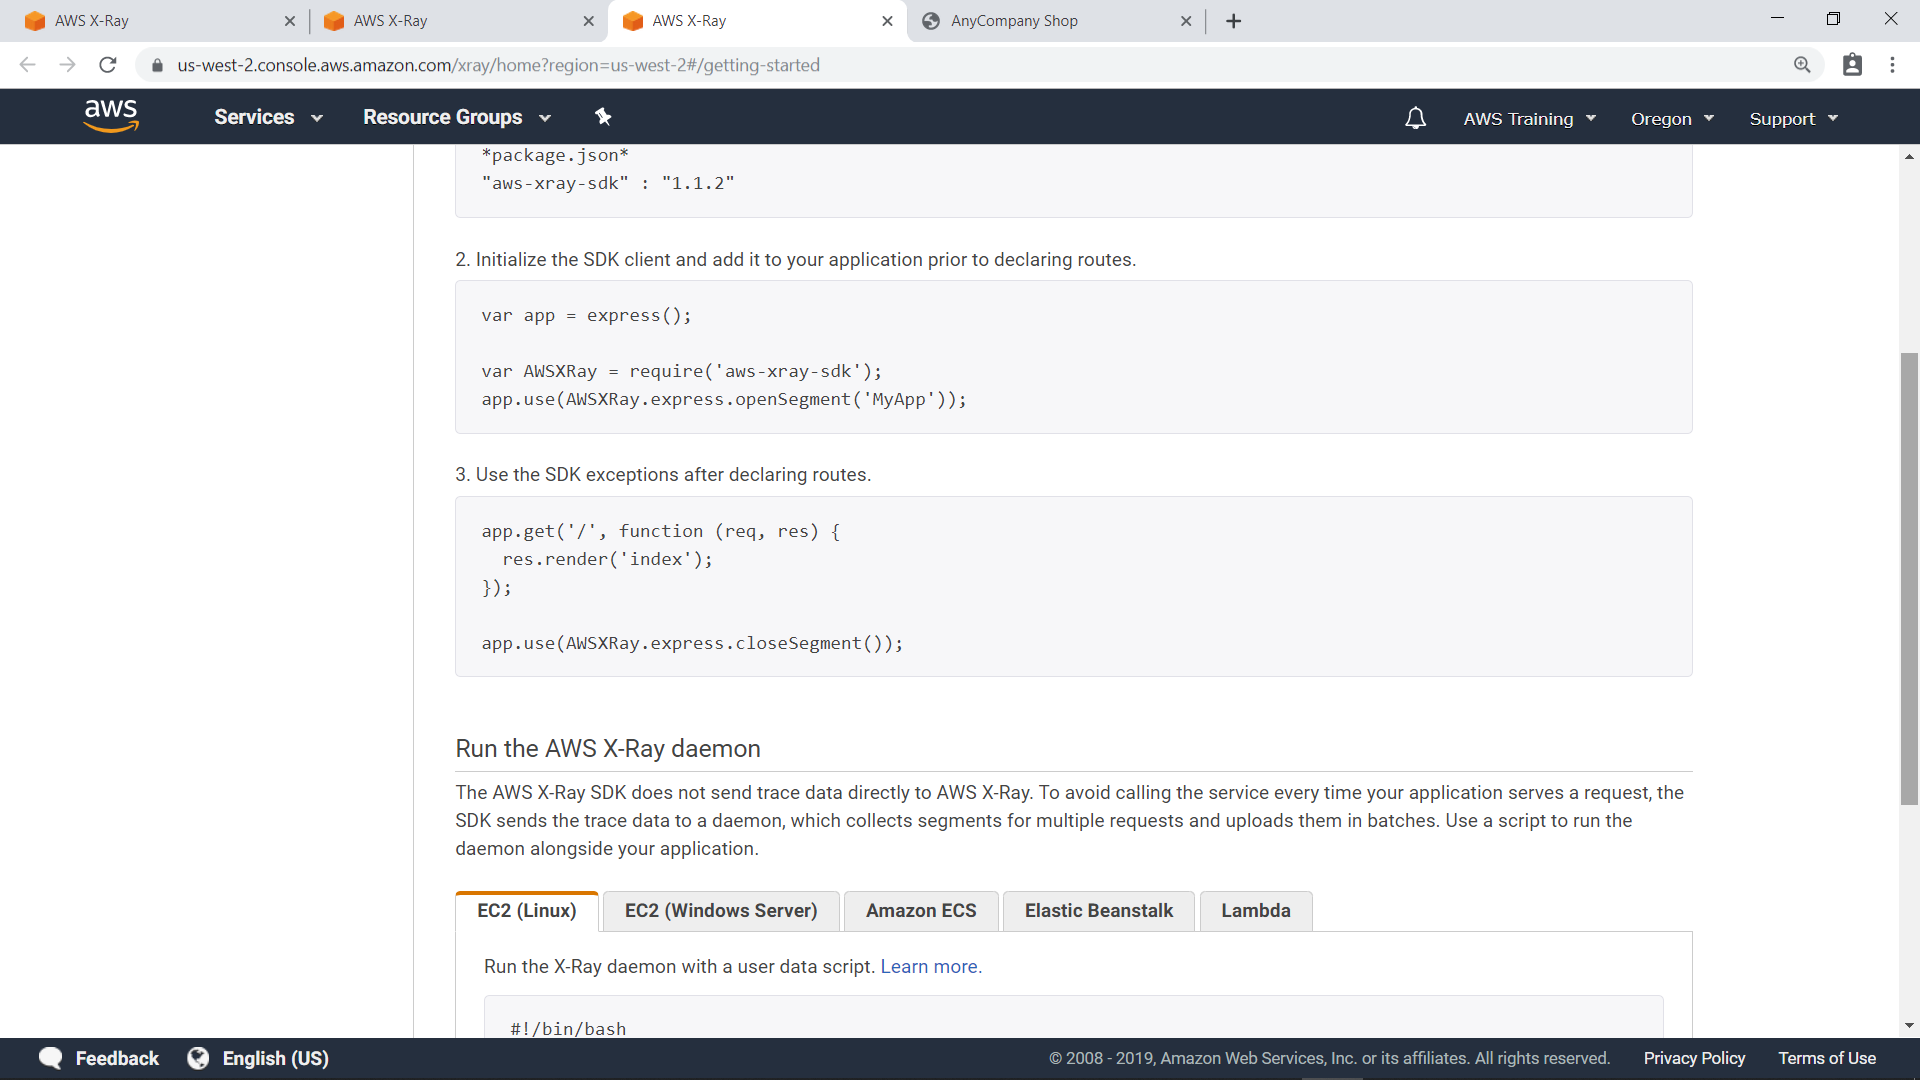 AWS X-Ray
AWS X-Ray
AWS X-Ray
AnyCompany Shop
us-west-2.console.aws.amazon.com/xray/home?region=us-west-2#/getting-started
aws
Services
Resource Groups
AWS Training
Oregon
Support
*package.json*
"aws-xray-sdk" : "1.1.2"
2. Initialize the SDK client and add it to your application prior to declaring routes.
var app = express();
var AWSXRay = require('aws-xray-sdk');
app.use(AWSXRay.express.openSegment('MyApp'));
3. Use the SDK exceptions after declaring routes.
app.get('/', function (req, res) {
res.render('index');
});
app.use(AWSXRay.express.closeSegment());
Run the AWS X-Ray daemon
The AWS X-Ray SDK does not send trace data directly to AWS X-Ray. To avoid calling the service every time your application serves a request, the
SDK sends the trace data to a daemon, which collects segments for multiple requests and uploads them in batches. Use a script to run the
daemon alongside your application.
EC2 (Linux)
EC2 (Windows Server)
Amazon ECS
Elastic Beanstalk
Lambda
Run the X-Ray daemon with a user data script. Learn more.
#!/bin/bash
Feedback
English (US)
© 2008 - 2019, Amazon Web Services, Inc. or its affiliates. All rights reserved.
Privacy Policy
Terms of Use